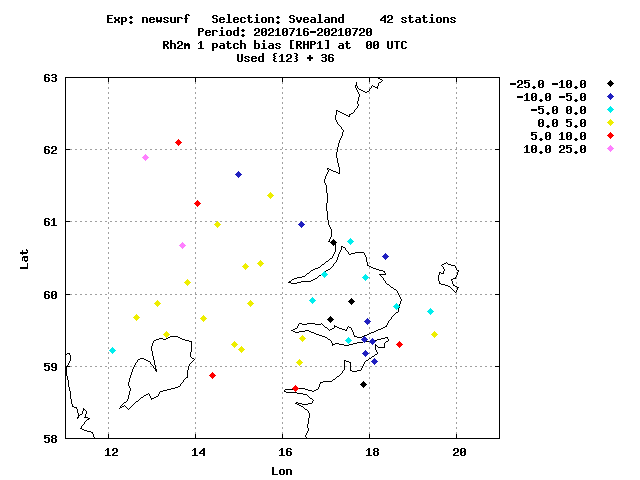 Exp: newsurf   Selection: Svealand     42 stations
Period: 20210716-20210720
Rh2m 1 patch bias [RHP1] at  00 UTC
Used {12} + 36
63
62
61
60
59
58
Lat
12 14 16 18 20
Lon
-25.0 -10.0
-10.0 -5.0
-5.0 0.0
0.0 5.0
5.0 10.0
10.0 25.0